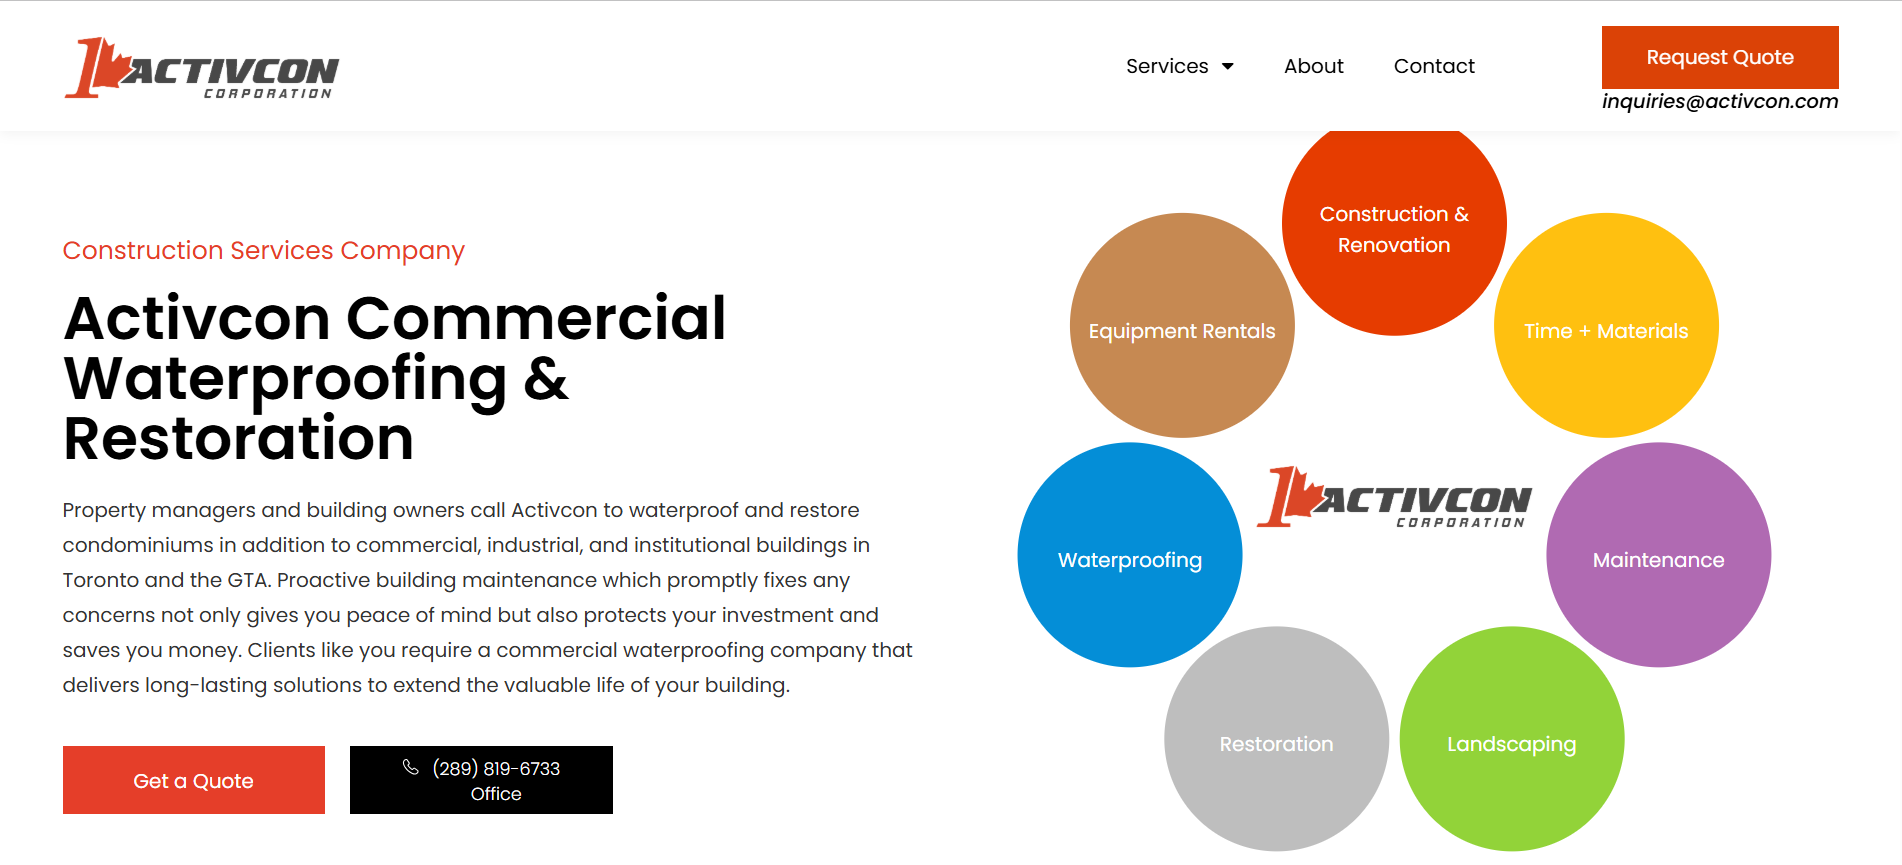 1ACTIVCON
CORPORATION
Services
About
Contact
Request Quote
inquiries@activcon.com
Construction Services Company
Activcon Commercial
Waterproofing &
Restoration
Property managers and building owners call Activcon to waterproof and restore
condominiums in addition to commercial, industrial, and institutional buildings in
Toronto and the GTA. Proactive building maintenance which promptly fixes any
concerns not only gives you peace of mind but also protects your investment and
saves you money. Clients like you require a commercial waterproofing company that
delivers long-lasting solutions to extend the valuable life of your building.
Get a Quote
(289) 819-6733
Office
Construction &
Renovation
Equipment Rentals
Time + Materials
1ACTIVCON
CORPORATION
Waterproofing
Maintenance
Restoration
Landscaping